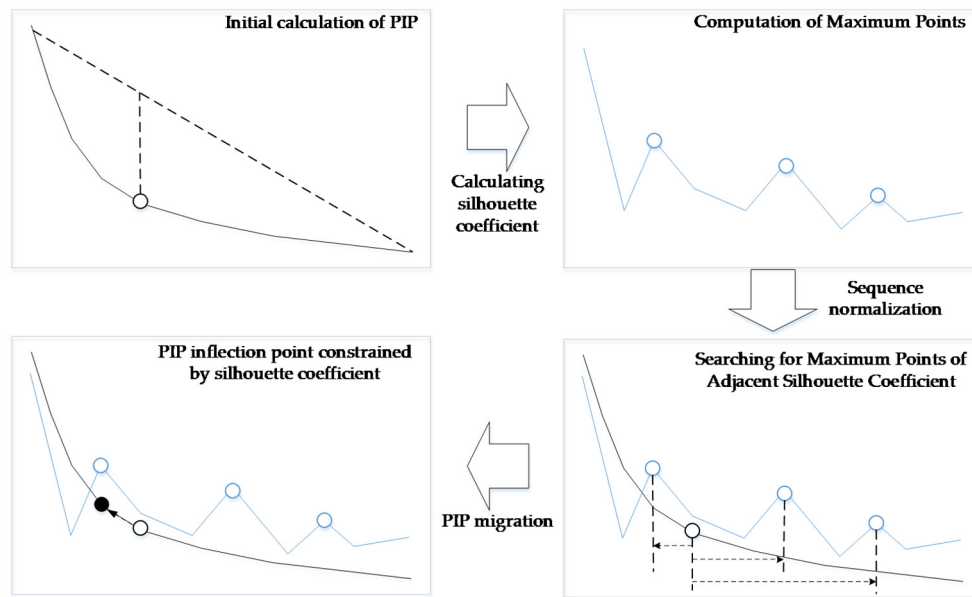 Initial calculation of PIP
Calculating
silhouette
coefficient
Computation of Maximum Points
Sequence
normalization
Searching for Maximum Points of
Adjacent Silhouette Coefficient
PIP migration
PIP inflection point constrained
by silhouette coefficient